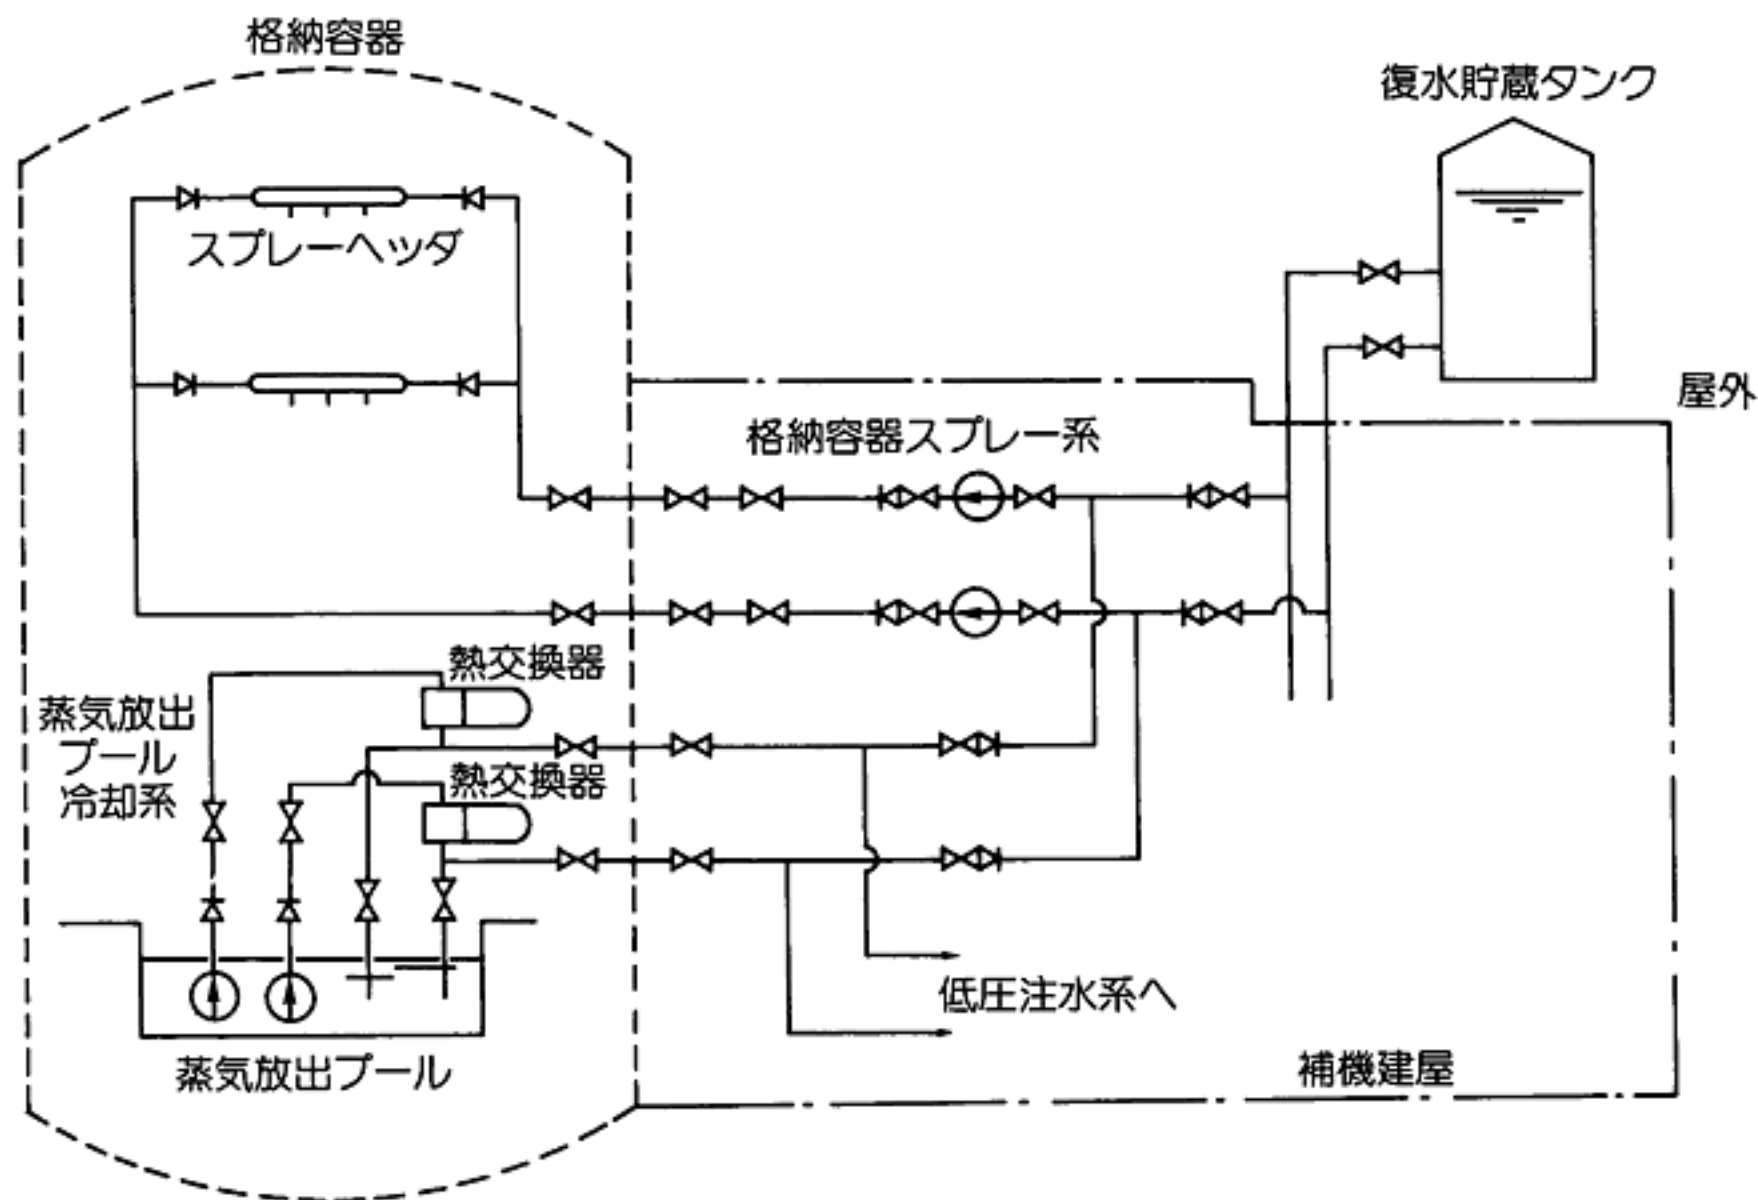 格納容器
復水貯蔵タンク
スプレーヘッダ
屋外
格納容器スプレー系
熱交換器
蒸気放出
プール
冷却系
熱交換器
低圧注水系へ
蒸気放出プール
補機建屋